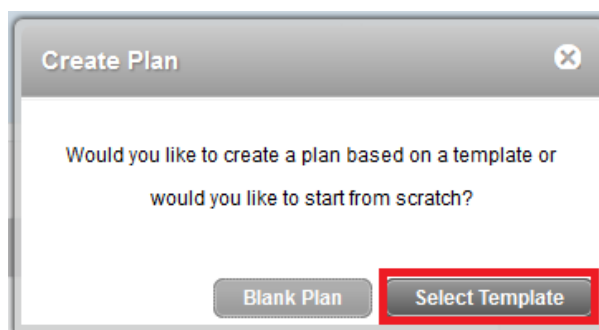 Create Plan
Would you like to create a plan based on a template or
would you like to start from scratch?
Blank Plan Select Template